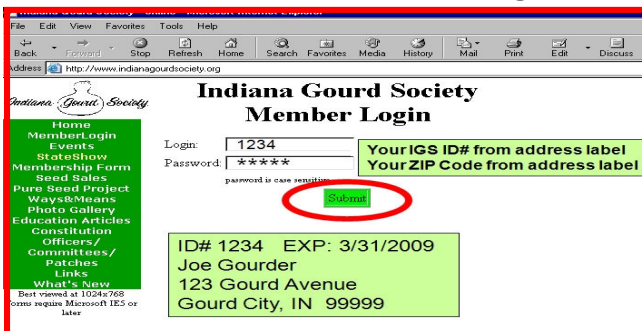 Indiana Gourd Society - Online - Microsoft Internet Explorer
File Edit View Favorites Tools Help
Back Forward Stop Refresh Home Search Favorites Media History Mail Print Edit Discuss
Address http://www.indianagourdsociety.org
Indiana Gourd Society
Indiana Gourd Society
Member Login
Home
MemberLogin
Events
StateShow
Membership Form
Seed Sales
Pure Seed Project
Ways&Means
Photo Gallery
Education Articles
Constitution
Officers/
Committees/
Patches
Links
What's New
Best viewed at 1024x768
Forms require Microsoft IE5 or
later
Login: 1234
Password: *****
password is case sensitive
Your IGS ID# from address label
Your ZIP Code from address label
Submit
ID# 1234 EXP: 3/31/2009
Joe Gourder
123 Gourd Avenue
Gourd City, IN 99999